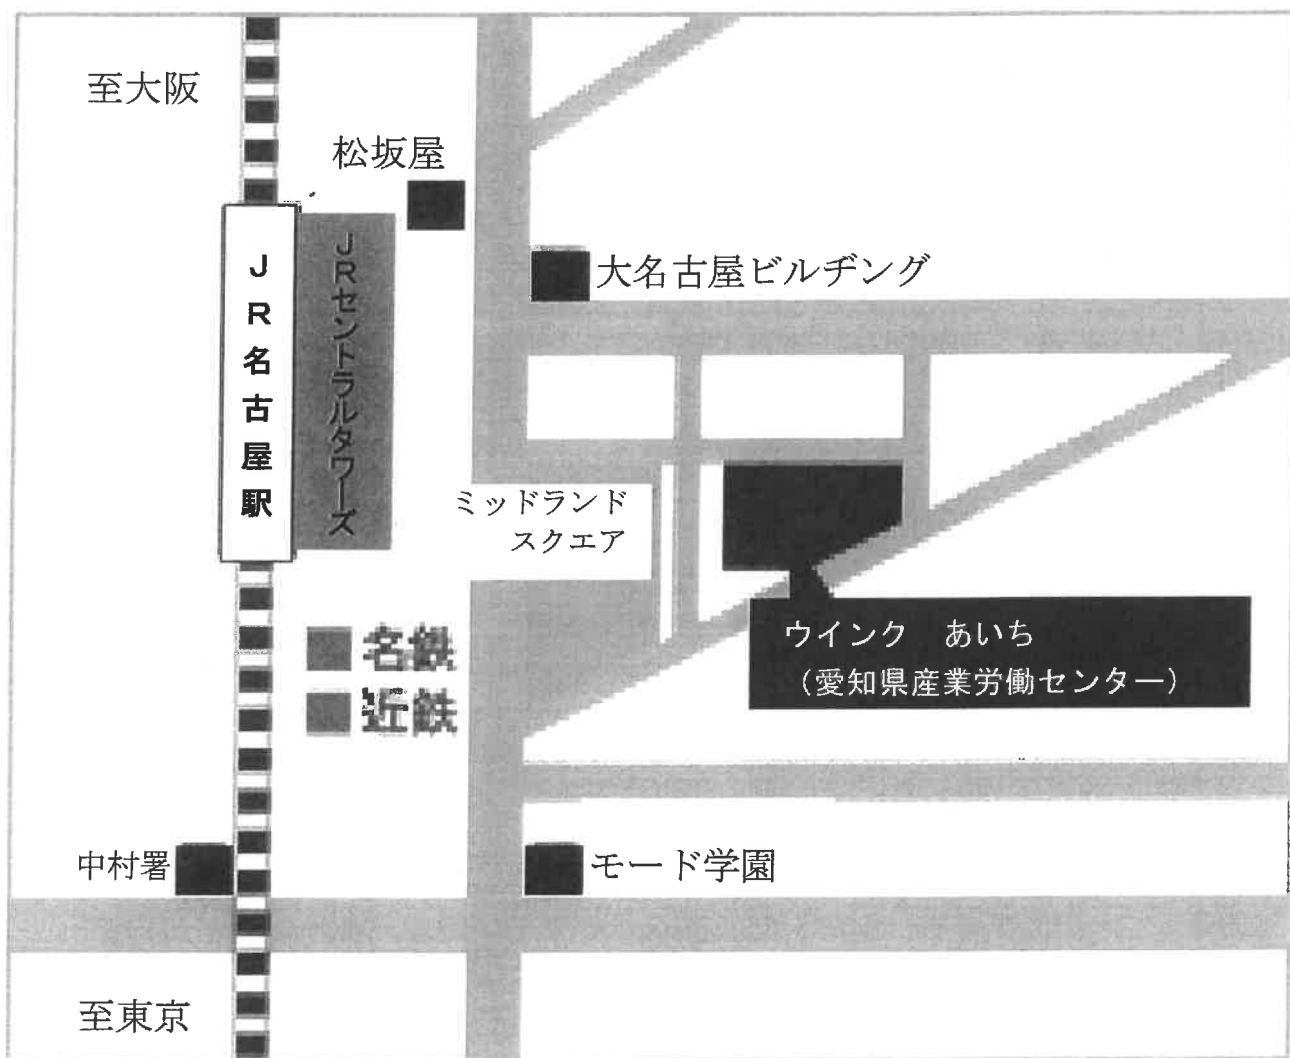 至大阪
松坂屋
JR名古屋駅
JRセントラルタワーズ
大名古屋ビルヂング
ミッドランド
スクエア
名鉄
近鉄
ウインク　あいち
（愛知県産業労働センター）
中村署
モード学園
至東京